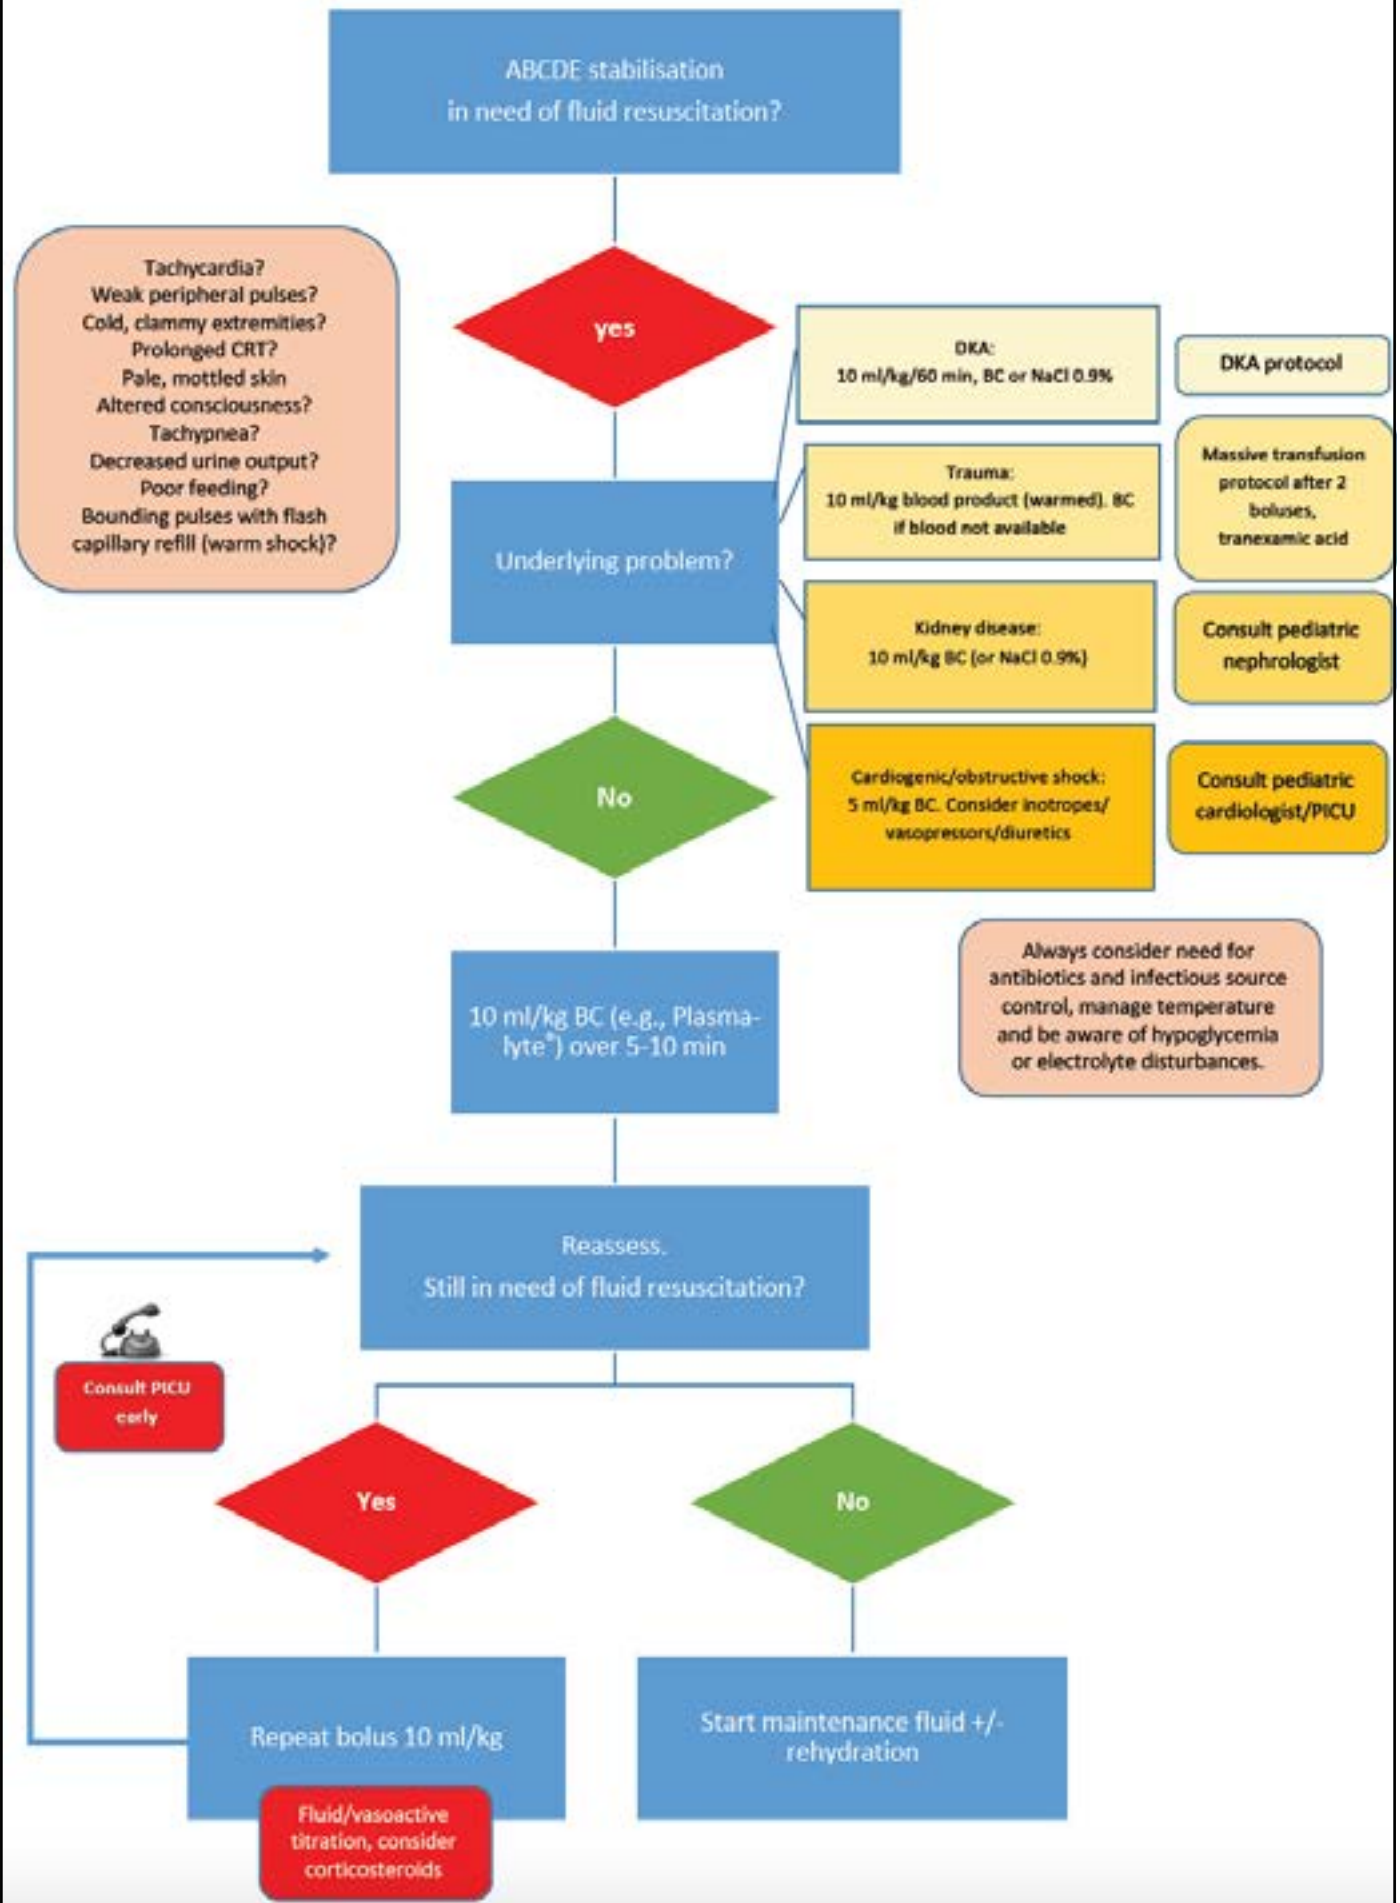 ABCDE stabilisation
in need of fluid resuscitation?
Tachycardia?
Weak peripheral pulses?
Cold, clammy extremities?
Prolonged CRT?
Pale, mottled skin
Altered consciousness?
Tachypnea?
Decreased urine output?
Poor feeding?
Bounding pulses with flash
capillary refill (warm shock)?
yes
Underlying problem?
DKA:
10 ml/kg/60 min, BC or NaCl 0.9%
DKA protocol
Trauma:
10 ml/kg blood product (warmed). BC
if blood not available
Massive transfusion
protocol after 2
boluses,
tranexamic acid
Kidney disease:
10 ml/kg BC (or NaCl 0.9%)
Consult pediatric
nephrologist
Cardiogenic/obstructive shock:
5 ml/kg BC. Consider inotropes/
vasopressors/diuretics
Consult pediatric
cardiologist/PICU
No
Always consider need for
antibiotics and infectious source
control, manage temperature
and be aware of hypoglycemia
or electrolyte disturbances.
10 ml/kg BC (e.g., Plasma-
lyte®) over 5-10 min
Reassess.
Still in need of fluid resuscitation?
Consult PICU
early
Yes
No
Repeat bolus 10 ml/kg
Fluid/vasoactive
titration, consider
corticosteroids
Start maintenance fluid +/-
rehydration